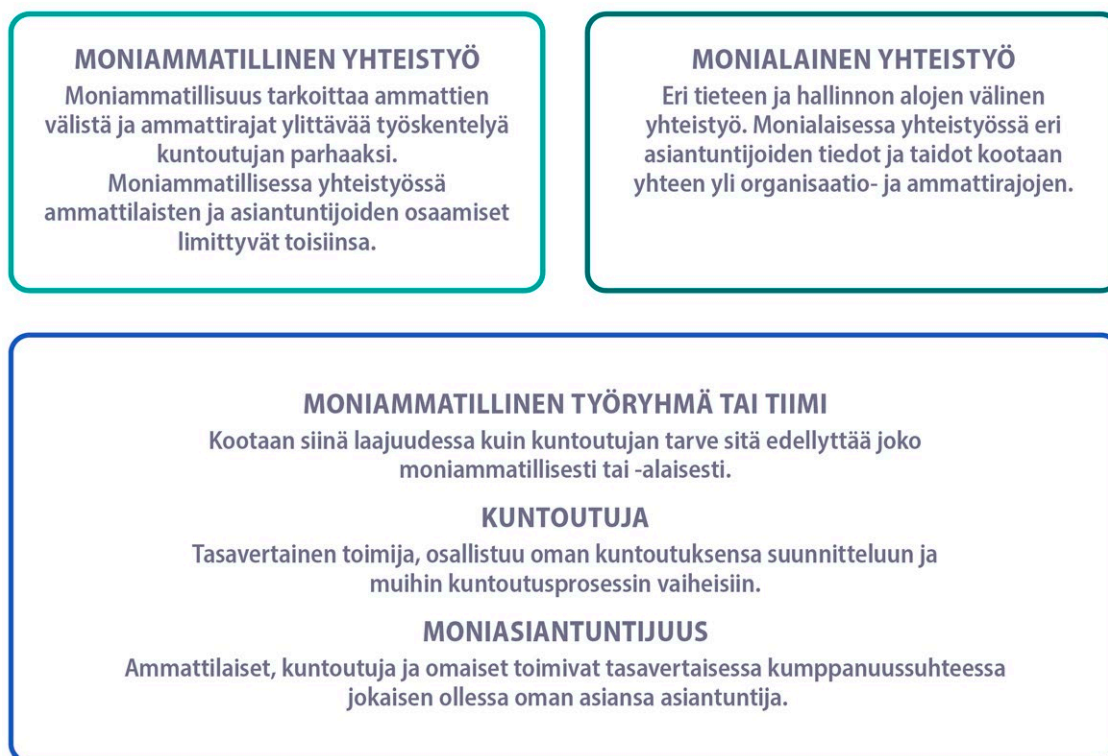 MONIAMMATILLINEN YHTEISTYÖ
Moniammatillisuus tarkoittaa ammattien
välistä ja ammattirajat ylittävää työskentelyä
kuntoutujan parhaaksi.
Moniammatillisessa yhteistyössä
ammattilaisten ja asiantuntijoiden osaamiset
limittyvät toisiinsa.
MONIALAINEN YHTEISTYÖ
Eri tieteen ja hallinnon alojen välinen
yhteistyö. Monialaisessa yhteistyössä eri
asiantuntijoiden tiedot ja taidot kootaan
yhteen yli organisaatio- ja ammattirajojen.
MONIAMMATILLINEN TYÖRYHMÄ TAI TIIMI
Kootaan siinä laajuudessa kuin kuntoutujan tarve sitä edellyttää joko
moniammatillisesti tai -alaisesti.
KUNTOUTUJA
Tasavertainen toimija, osallistuu oman kuntoutuksensa suunnitteluun ja
muihin kuntoutusprosessin vaiheisiin.
MONIASIANTUNTIJUUS
Ammattilaiset, kuntoutuja ja omaiset toimivat tasavertaisessa kumppanuussuhteessa
jokaisen ollessa oman asiansa asiantuntija.